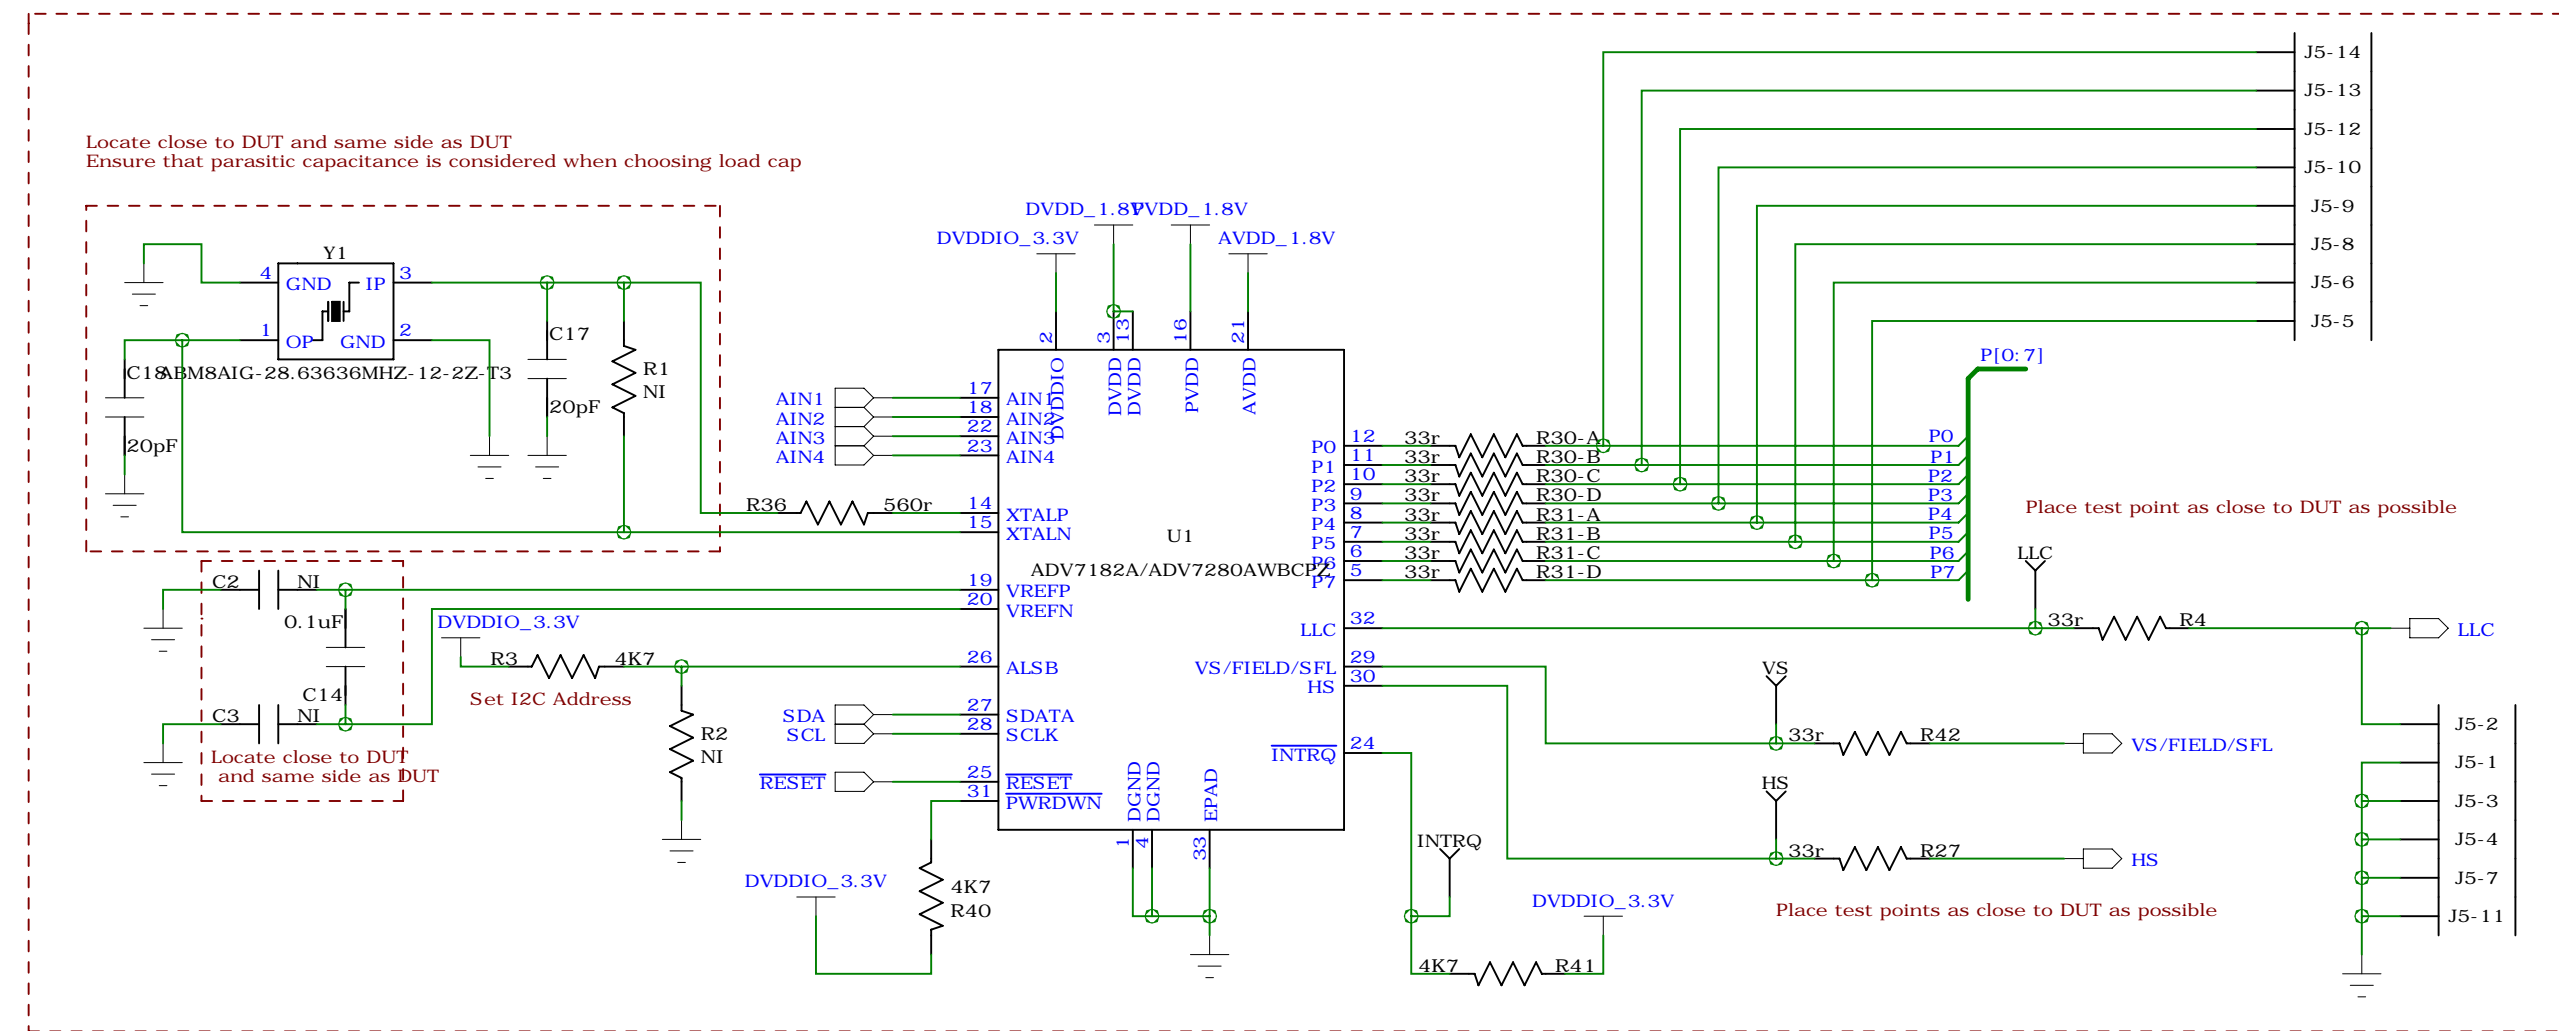 J5-14
J5-13
J5-12
J5-10
J5-9
J5-8
J5-6
J5-5
Locate close to DUT and same side as DUT
Ensure that parasitic capacitance is considered when choosing load cap
Y1
4 GND IP 3
1 OP GND 2
C18
ABM8AIG-28.63636MHZ-12-2Z-T3
20pF
C17
20pF
R1
NI
DVDD_1.8V
PVDD_1.8V
DVDDIO_3.3V
AVDD_1.8V
2
3
13
16
21
DVDDIO
DVDD
DVDD
PVDD
AVDD
AIN1 17 AIN1
AIN2 18 AIN2
AIN3 22 AIN3
AIN4 23 AIN4
R36 560r 14 XTALP
15 XTALN
U1
ADV7182A/ADV7280AWBCPZ
P0 12 33r R30-A P0
P1 11 33r R30-B P1
P2 10 33r R30-C P2
P3 9 33r R30-D P3
P4 8 33r R31-A P4
P5 7 33r R31-B P5
P6 6 33r R31-C P6
P7 5 33r R31-D P7
P[0:7]
Place test point as close to DUT as possible
LLC
C2 NI
0.1uF
C14
C3 NI
Locate close to DUT
and same side as DUT
19 VREFP
20 VREFN
DVDDIO_3.3V
R3 4K7 26 ALSB
Set I2C Address
R2
NI
SDA 27 SDATA
SCL 28 SCLK
RESET 25 RESET
31 PWRDWN
DVDDIO_3.3V
4K7
R40
DGND
DGND
EPAD
1
4
33
LLC 32 33r R4 LLC
VS/FIELD/SFL 29
HS 30
VS
33r R42 VS/FIELD/SFL
INTRQ 24
HS
33r R27 HS
INTRQ
DVDDIO_3.3V
4K7 R41
Place test points as close to DUT as possible
J5-2
J5-1
J5-3
J5-4
J5-7
J5-11